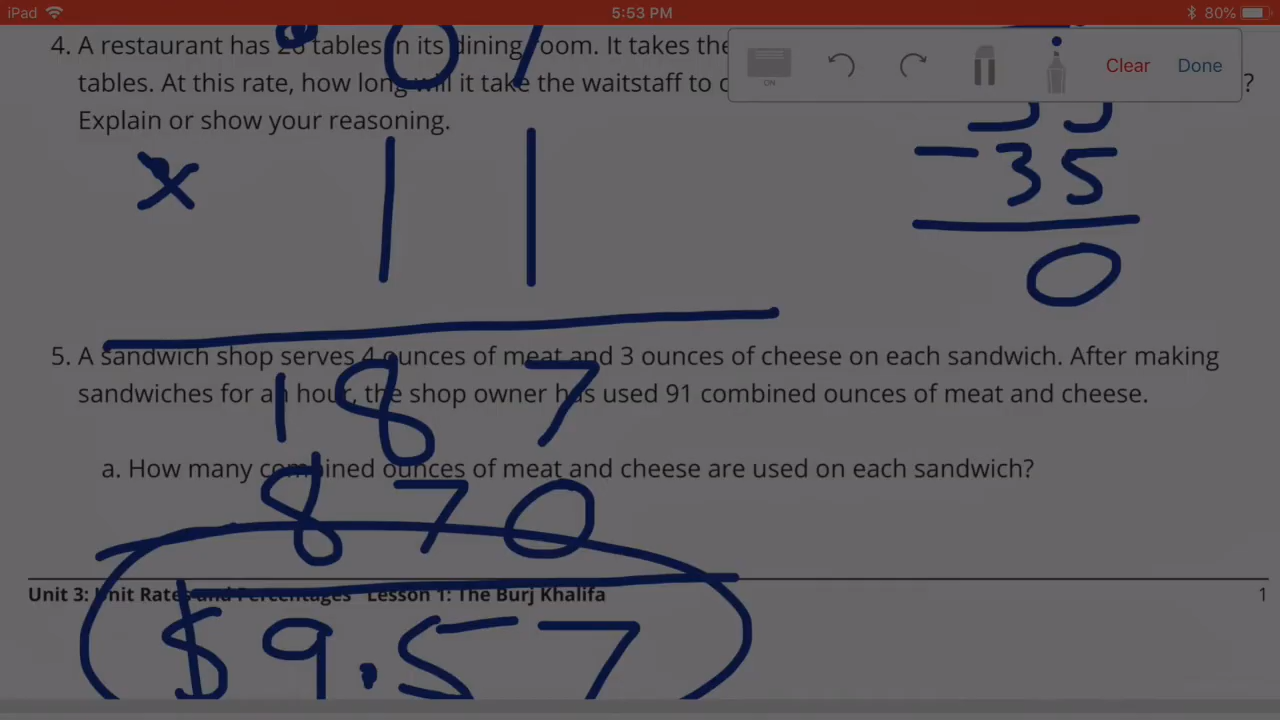 iPad 5:53 PM 80%
4. A restaurant has 26 tables in its dining room. It takes the
tables. At this rate, how long will it take the waitstaff to c ?
Explain or show your reasoning.
ON Clear Done
x 11
- 35
0
5. A sandwich shop serves 4 ounces of meat and 3 ounces of cheese on each sandwich. After making
sandwiches for an hour, the shop owner has used 91 combined ounces of meat and cheese.
187
a. How many combined ounces of meat and cheese are used on each sandwich?
870
Unit 3: Unit Rates and Percentages Lesson 1: The Burj Khalifa 1
$9.57